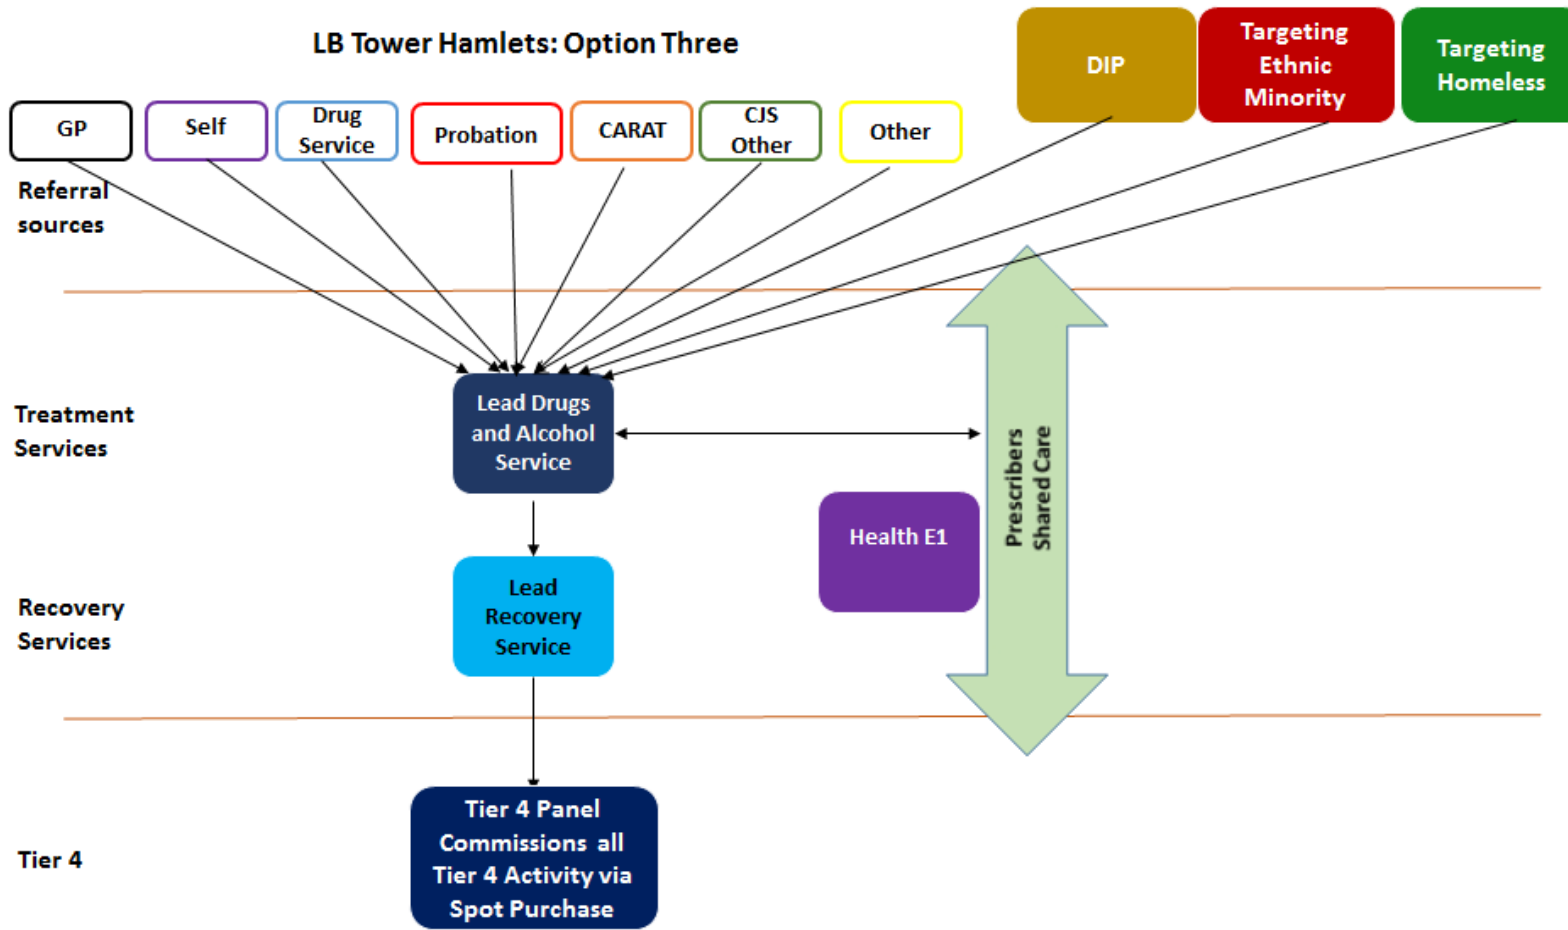 LB Tower Hamlets: Option Three
GP
Self
Drug
Service
Probation
CARAT
CJS
Other
Other
DIP
Targeting
Ethnic
Minority
Targeting
Homeless
Referral
sources
Treatment
Services
Lead Drugs
and Alcohol
Service
Prescribers
Shared Care
Health E1
Recovery
Services
Lead
Recovery
Service
Tier 4
Tier 4 Panel
Commissions all
Tier 4 Activity via
Spot Purchase